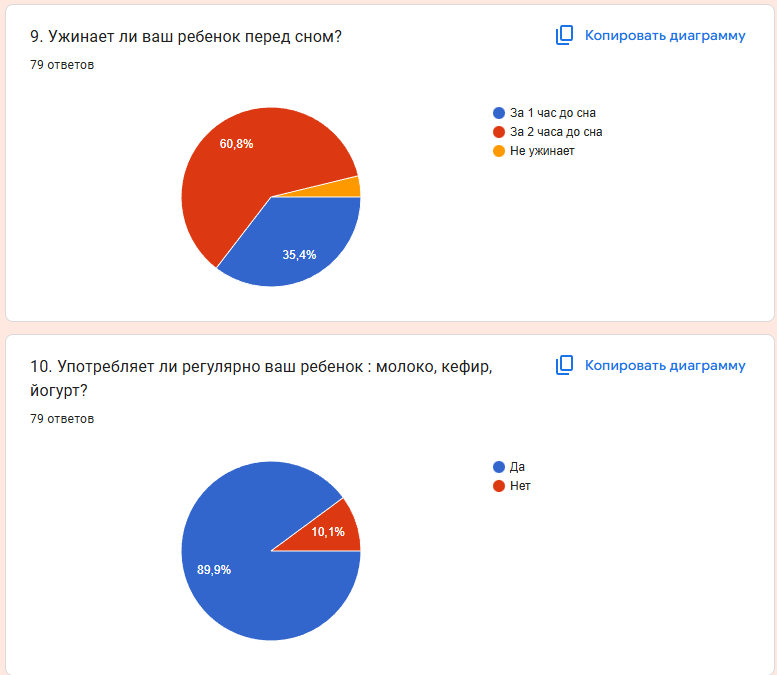 9. Ужинает ли ваш ребенок перед сном?
Копировать диаграмму
79 ответов
За 1 час до сна
За 2 часа до сна
Не ужинает
60,8%
35,4%
10. Употребляет ли регулярно ваш ребенок : молоко, кефир,
йогурт?
Копировать диаграмму
79 ответов
Да
Нет
10,1%
89,9%